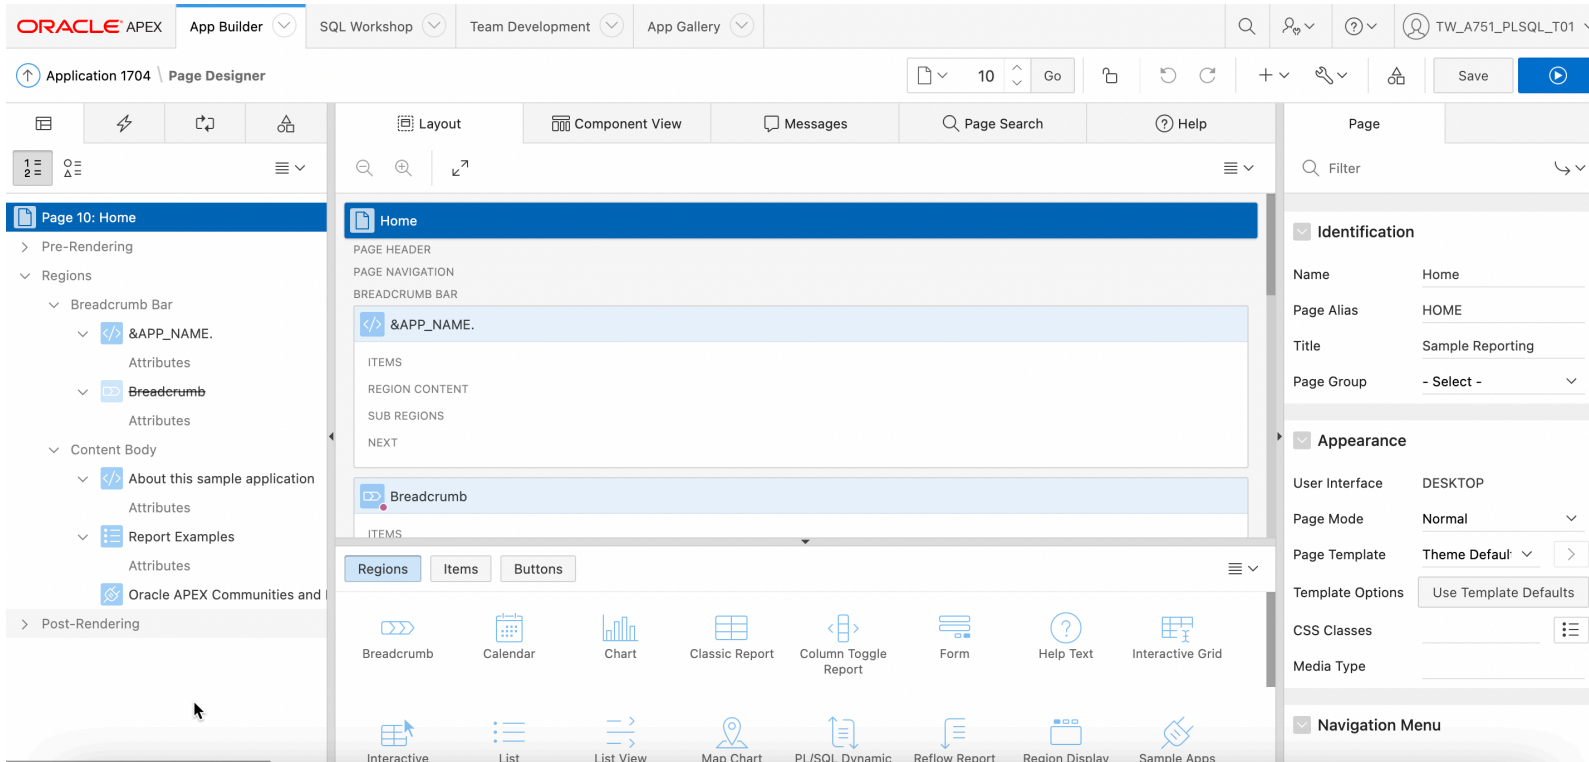 ORACLE APEX App Builder SQL Workshop Team Development App Gallery TW_A751_PLSQL_T01
Application 1704 \ Page Designer 10 Go Save
Layout Component View Messages Page Search Help Page
Filter
Page 10: Home
Pre-Rendering
Regions
Breadcrumb Bar
&APP_NAME.
Attributes
Breadcrumb
Attributes
Content Body
About this sample application
Attributes
Report Examples
Attributes
Oracle APEX Communities and
Post-Rendering
Home
PAGE HEADER
PAGE NAVIGATION
BREADCRUMB BAR
&APP_NAME.
ITEMS
REGION CONTENT
SUB REGIONS
NEXT
Breadcrumb
ITEMS
Regions Items Buttons
Breadcrumb Calendar Chart Classic Report Column Toggle Form Help Text Interactive Grid
Report
Interactive List List View Map Chart PL/SQL Dynamic Reflow Report Region Display Sample Apps
Identification
Name Home
Page Alias HOME
Title Sample Reporting
Page Group - Select -
Appearance
User Interface DESKTOP
Page Mode Normal
Page Template Theme Defaul
Template Options Use Template Defaults
CSS Classes
Media Type
Navigation Menu